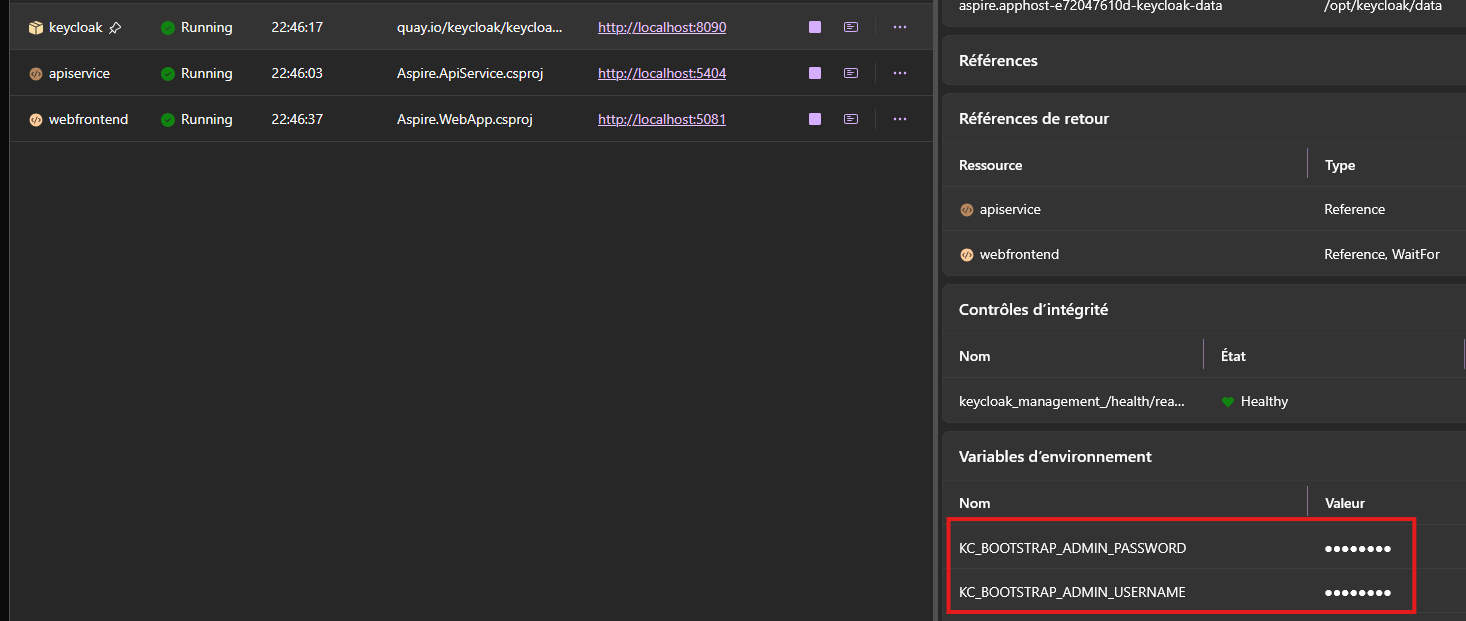 keycloak Running 22:46:17 quay.io/keycloak/keycloa... http://localhost:8090 ...
apiservice Running 22:46:03 Aspire.ApiService.csproj http://localhost:5404 ...
webfrontend Running 22:46:37 Aspire.WebApp.csproj http://localhost:5081 ...
aspire.apphost-e72047610d-keycloak-data /opt/keycloak/data
Références
Références de retour
Ressource Type
apiservice Reference
webfrontend Reference, WaitFor
Contrôles d’intégrité
Nom État
keycloak_management_/health/rea... Healthy
Variables d’environnement
Nom Valeur
KC_BOOTSTRAP_ADMIN_PASSWORD ●●●●●●●●
KC_BOOTSTRAP_ADMIN_USERNAME ●●●●●●●●